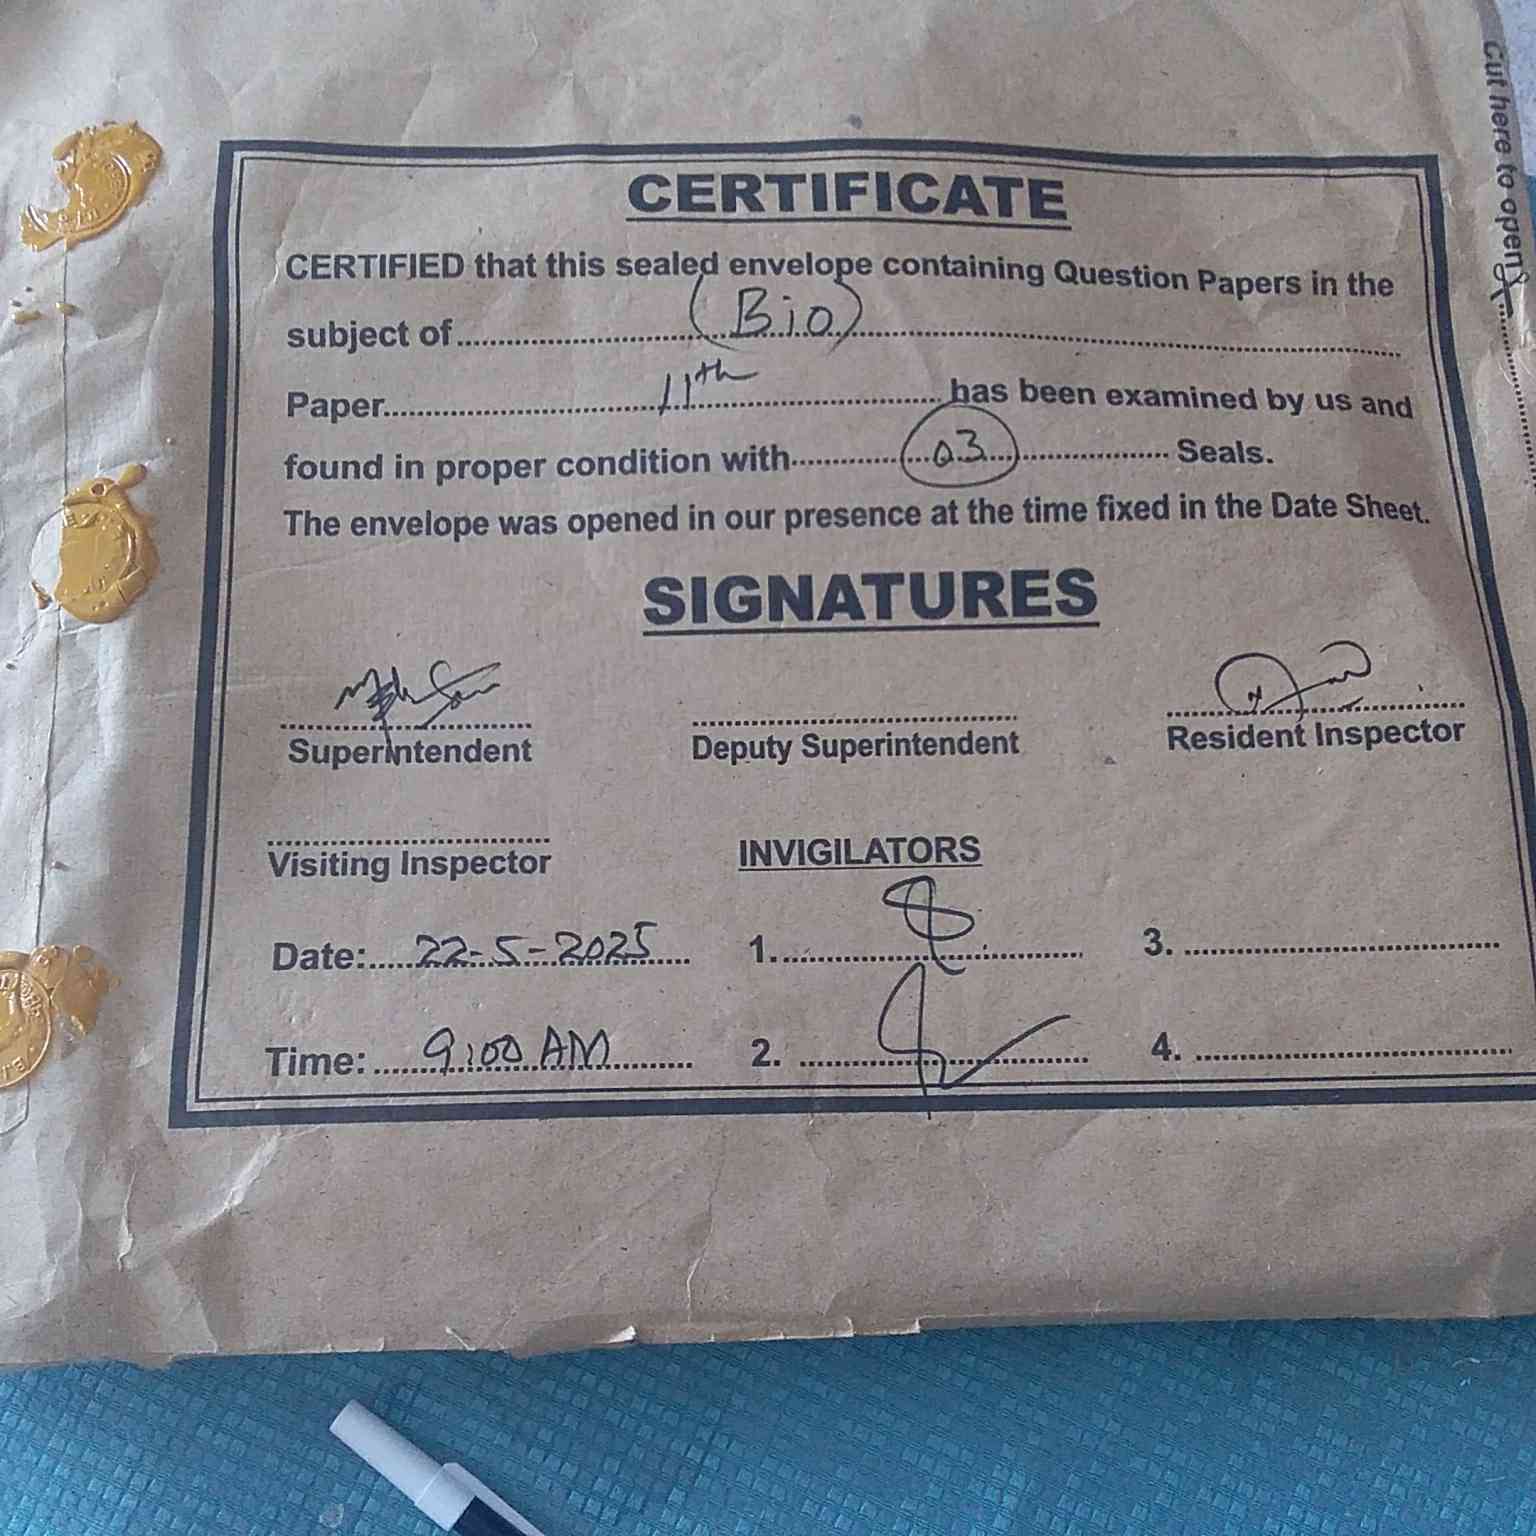 Cut here to open
CERTIFICATE
CERTIFIED that this sealed envelope containing Question Papers in the
subject of (Bio)
Paper 11th has been examined by us and
found in proper condition with 03 Seals.
The envelope was opened in our presence at the time fixed in the Date Sheet.
SIGNATURES
Superintendent Deputy Superintendent Resident Inspector
Visiting Inspector INVIGILATORS
Date: 22-5-2025 1. 3.
Time: 9:00 AM 2. 4.